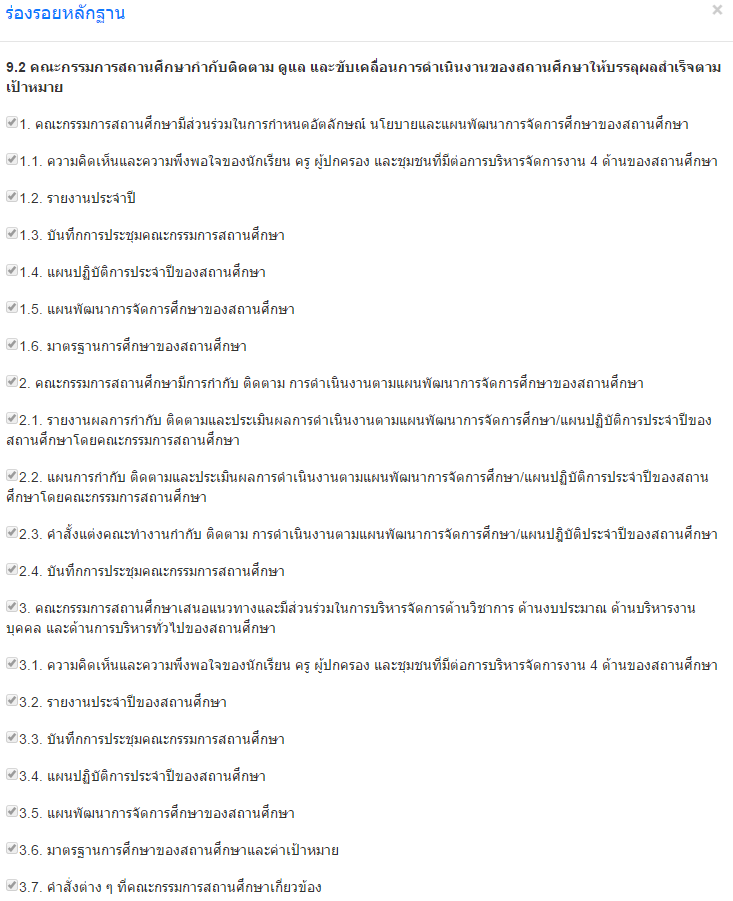 ร่องรอยหลักฐาน
9.2 คณะกรรมการสถานศึกษากำกับติดตาม ดูแล และขับเคลื่อนการดำเนินงานของสถานศึกษาให้บรรลุผลสำเร็จตาม
เป้าหมาย
1. คณะกรรมการสถานศึกษามีส่วนร่วมในการกำหนดอัตลักษณ์ นโยบายและแผนพัฒนาการจัดการศึกษาของสถานศึกษา
1.1. ความคิดเห็นและความพึงพอใจของนักเรียน ครู ผู้ปกครอง และชุมชนที่มีต่อการบริหารจัดการงาน 4 ด้านของสถานศึกษา
1.2. รายงานประจำปี
1.3. บันทึกการประชุมคณะกรรมการสถานศึกษา
1.4. แผนปฏิบัติการประจำปีของสถานศึกษา
1.5. แผนพัฒนาการจัดการศึกษาของสถานศึกษา
1.6. มาตรฐานการศึกษาของสถานศึกษา
2. คณะกรรมการสถานศึกษามีการกำกับ ติดตาม การดำเนินงานตามแผนพัฒนาการจัดการศึกษาของสถานศึกษา
2.1. รายงานผลการกำกับ ติดตามและประเมินผลการดำเนินงานตามแผนพัฒนาการจัดการศึกษา/แผนปฏิบัติการประจำปีของ
สถานศึกษาโดยคณะกรรมการสถานศึกษา
2.2. แผนการกำกับ ติดตามและประเมินผลการดำเนินงานตามแผนพัฒนาการจัดการศึกษา/แผนปฏิบัติการประจำปีของสถาน
ศึกษาโดยคณะกรรมการสถานศึกษา
2.3. คำสั้งแต่งคณะทำงานกำกับ ติดตาม การดำเนินงานตามแผนพัฒนาการจัดการศึกษา/แผนปฎิบัติประจำปีของสถานศึกษา
2.4. บันทึกการประชุมคณะกรรมการสถานศึกษา
3. คณะกรรมการสถานศึกษาเสนอแนวทางและมีส่วนร่วมในการบริหารจัดการด้านวิชาการ ด้านงบประมาณ ด้านบริหารงาน
บุคคล และด้านการบริหารทั่วไปของสถานศึกษา
3.1. ความคิดเห็นและความพึงพอใจของนักเรียน ครู ผู้ปกครอง และชุมชนที่มีต่อการบริหารจัดการงาน 4 ด้านของสถานศึกษา
3.2. รายงานประจำปีของสถานศึกษา
3.3. บันทึกการประชุมคณะกรรมการสถานศึกษา
3.4. แผนปฏิบัติการประจำปีของสถานศึกษา
3.5. แผนพัฒนาการจัดการศึกษาของสถานศึกษา
3.6. มาตรฐานการศึกษาของสถานศึกษาและค่าเป้าหมาย
3.7. คำสั่งต่าง ๆ ที่คณะกรรมการสถานศึกษาเกี่ยวข้อง